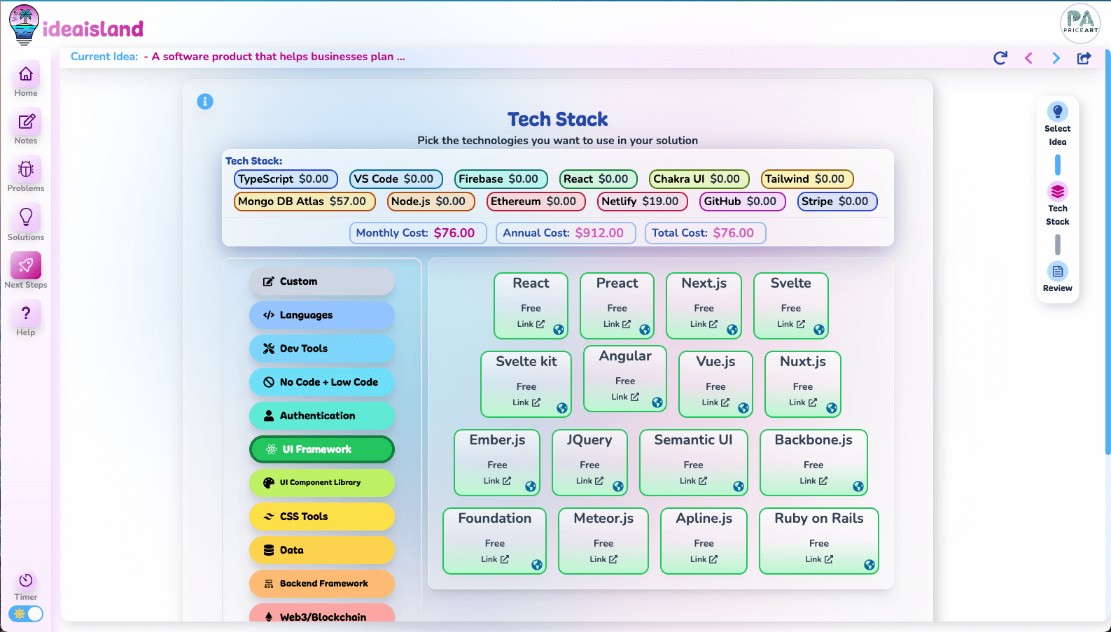 ideaisland
PA
PRICEART
Current Idea: - A software product that helps businesses plan ...
Home
Notes
Problems
Solutions
Next Steps
Help
Timer
Tech Stack
Pick the technologies you want to use in your solution
Tech Stack:
TypeScript $0.00 VS Code $0.00 Firebase $0.00 React $0.00 Chakra UI $0.00 Tailwind $0.00
Mongo DB Atlas $57.00 Node.js $0.00 Ethereum $0.00 Netlify $19.00 GitHub $0.00 Stripe $0.00
Monthly Cost: $76.00 Annual Cost: $912.00 Total Cost: $76.00
Custom
Languages
Dev Tools
No Code + Low Code
Authentication
UI Framework
UI Component Library
CSS Tools
Data
Backend Framework
Web3/Blockchain
React Preact Next.js Svelte
Free Free Free Free
Link Link Link Link
Svelte kit Angular Vue.js Nuxt.js
Free Free Free Free
Link Link Link Link
Ember.js JQuery Semantic UI Backbone.js
Free Free Free Free
Link Link Link Link
Foundation Meteor.js Apline.js Ruby on Rails
Free Free Free Free
Link Link Link Link
Select
Idea
Tech
Stack
Review